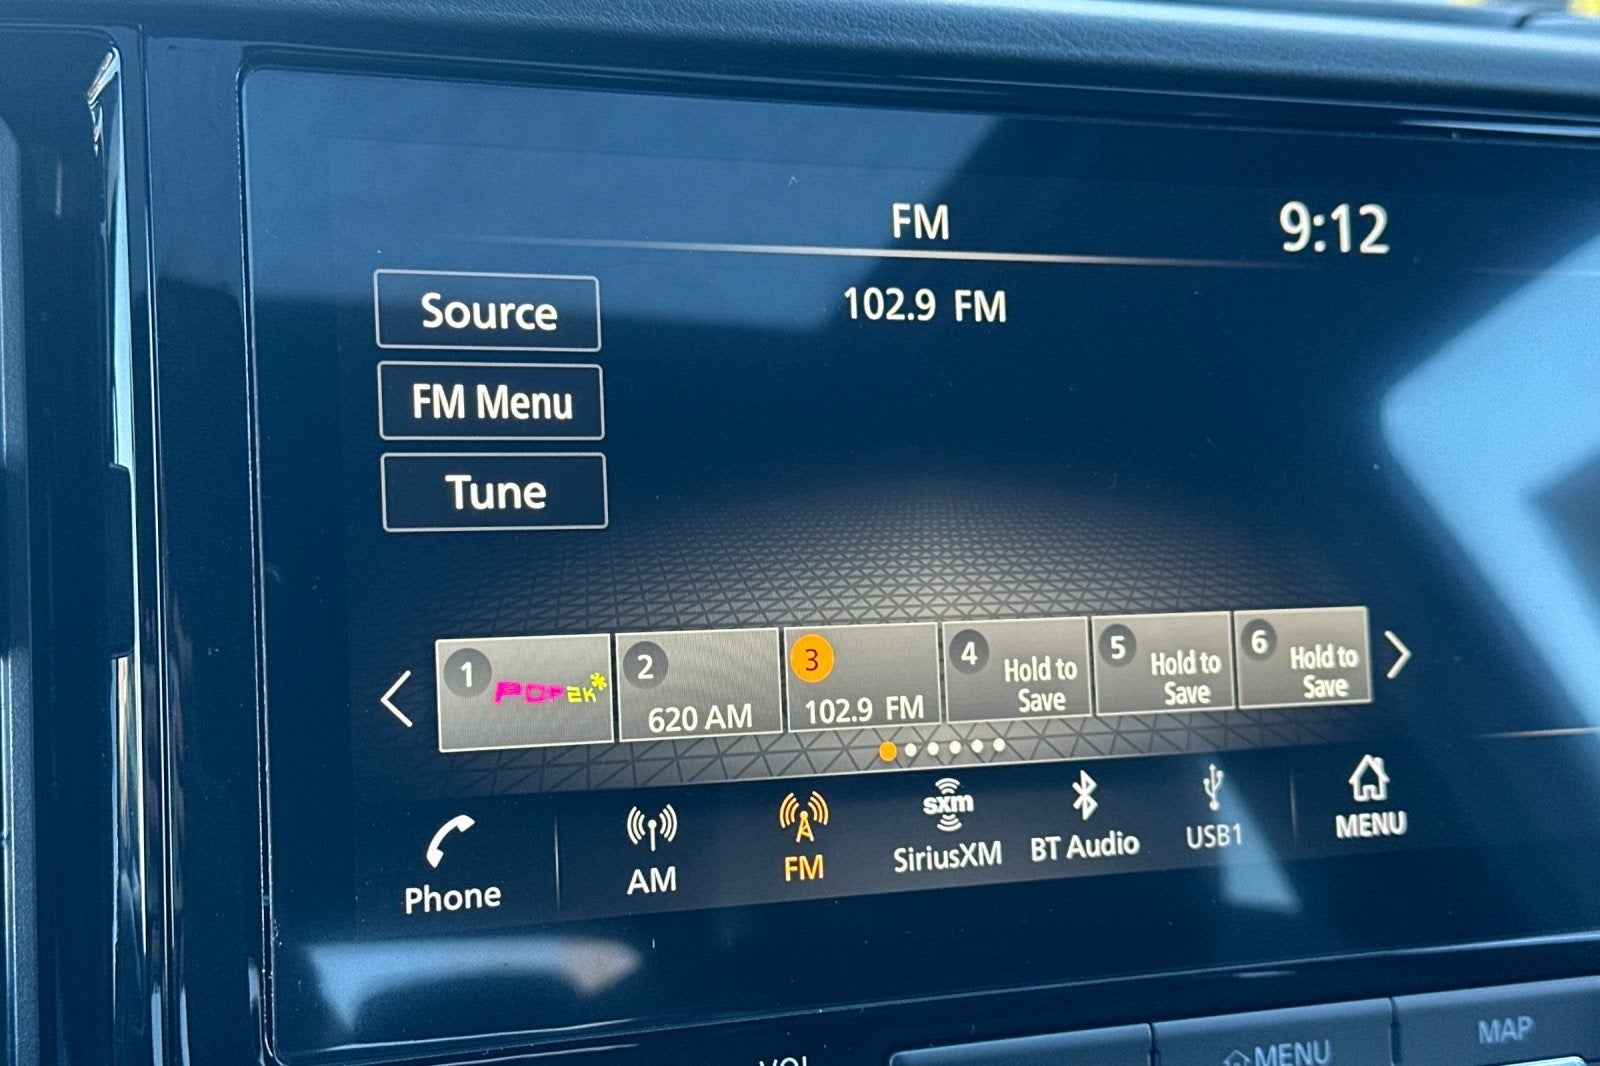 FM
9:12
102.9 FM
Source
FM Menu
Tune
1
POP2K*
2
620 AM
3
102.9 FM
4
Hold to
Save
5
Hold to
Save
6
Hold to
Save
Phone
AM
FM
sxm
SiriusXM
BT Audio
USB1
MENU
VOL
MENU
MAP